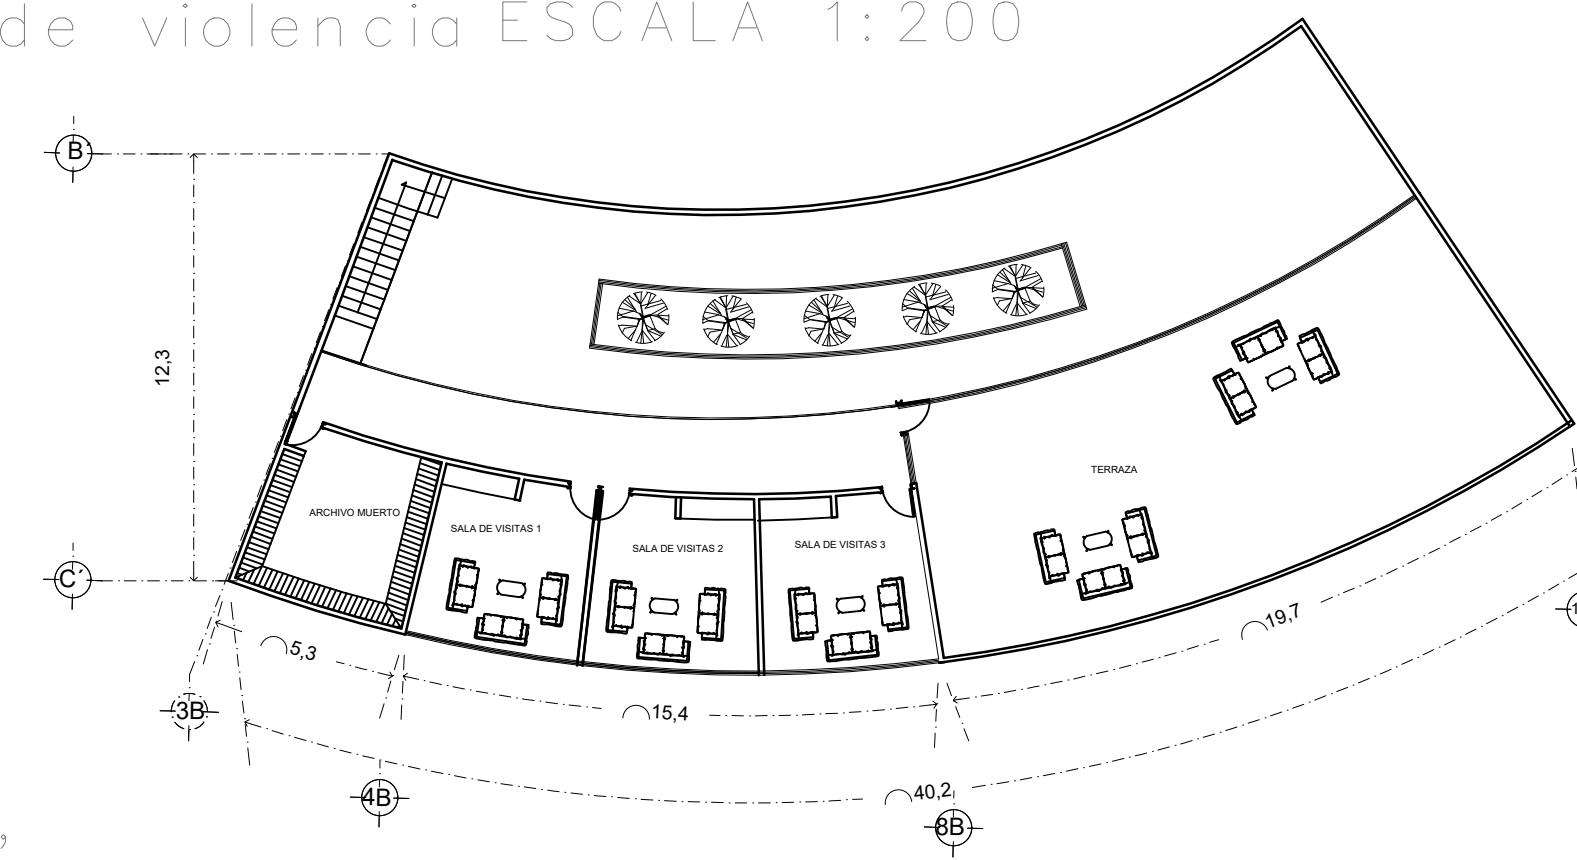 de violencia ESCALA 1:200
B´
12,3
TERRAZA
ARCHIVO MUERTO
SALA DE VISITAS 1
SALA DE VISITAS 2
SALA DE VISITAS 3
C´
19,7
5,3
3B
15,4
40,2
4B
8B